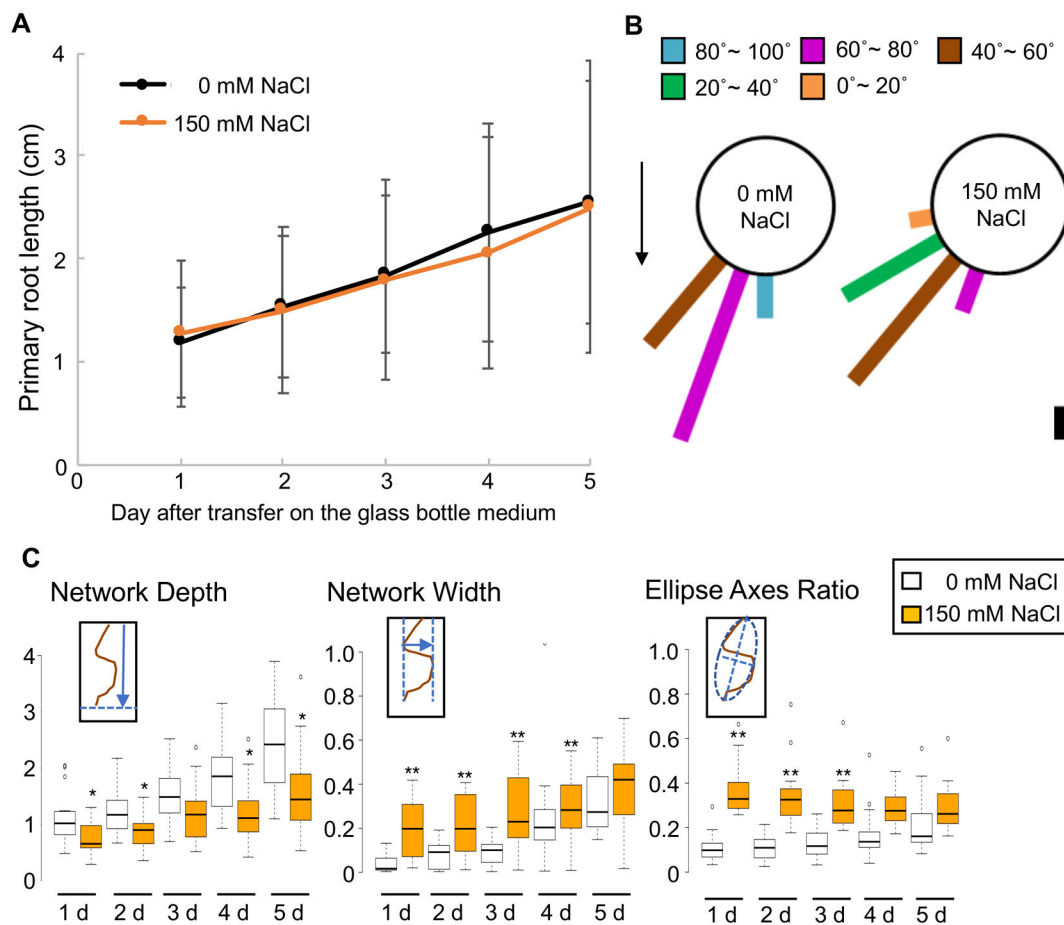 A
4
3
2
1
0
Primary root length (cm)
0 mM NaCl
150 mM NaCl
0 1 2 3 4 5
Day after transfer on the glass bottle medium
B
80°~ 100° 60°~ 80° 40°~ 60°
20°~ 40° 0°~ 20°
0 mM
NaCl
150 mM
NaCl
C
0 mM NaCl
150 mM NaCl
Network Depth
4
3
2
1
0
* * * *
1 d 2 d 3 d 4 d 5 d
Network Width
1.0
0.8
0.6
0.4
0.2
0
** ** ** **
1 d 2 d 3 d 4 d 5 d
Ellipse Axes Ratio
1.0
0.8
0.6
0.4
0.2
0
** ** **
1 d 2 d 3 d 4 d 5 d